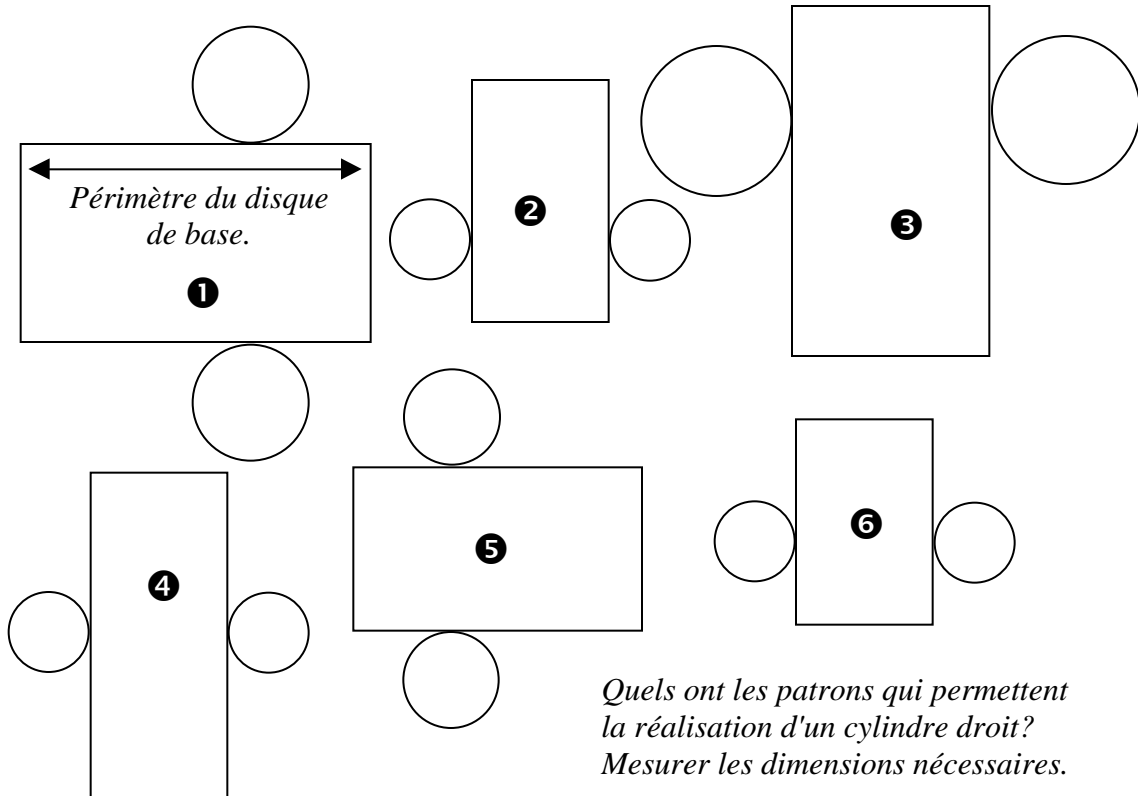 Périmètre du disque
de base.
❶
❷
❸
❹
❺
❻
Quels ont les patrons qui permettent
la réalisation d'un cylindre droit?
Mesurer les dimensions nécessaires.